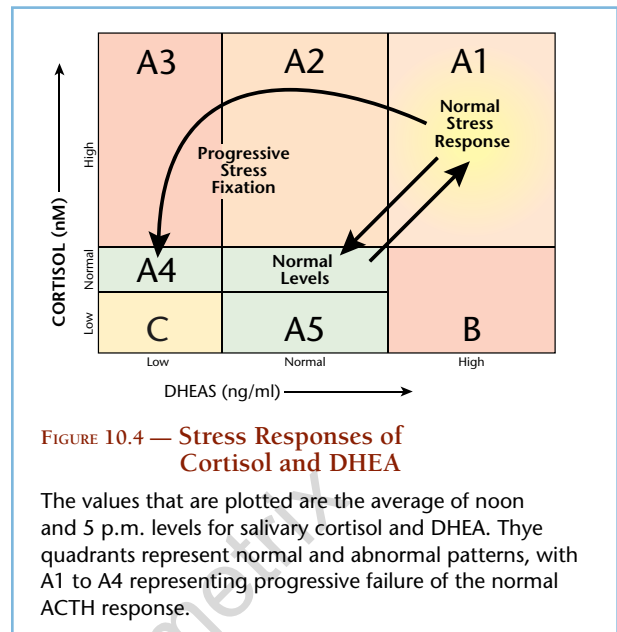 A3
A2
A1
Normal
Stress
Response
Progressive
Stress
Fixation
CORTISOL (nM)
High
Normal
Low
A4
Normal
Levels
C
A5
B
Low
Normal
High
DHEAS (ng/ml)
FIGURE 10.4 — Stress Responses of
Cortisol and DHEA
The values that are plotted are the average of noon
and 5 p.m. levels for salivary cortisol and DHEA. Thye
quadrants represent normal and abnormal patterns, with
A1 to A4 representing progressive failure of the normal
ACTH response.